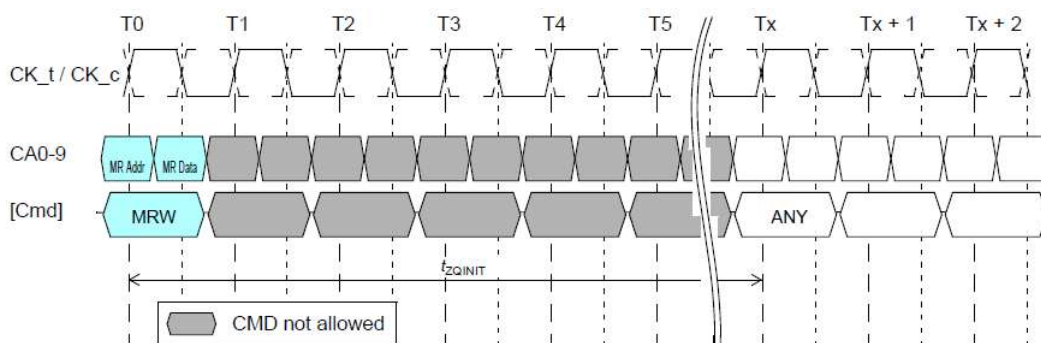 T0 T1 T2 T3 T4 T5 Tx Tx + 1 Tx + 2
CK_t / CK_c
CA0-9 MR Addr MR Data
[Cmd] MRW ANY
tZQINIT
CMD not allowed